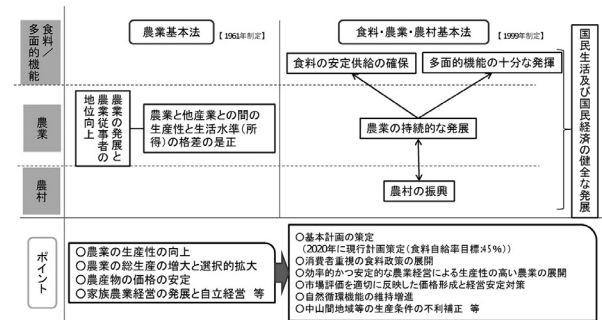 食料／
多面的機能
農業基本法
【1961年制定】
食料・農業・農村基本法
【1999年制定】
食料の安定供給の確保
多面的機能の十分な発揮
農業
農業の発展と
農業従事者の
地位向上
農業と他産業との間の
生産性と生活水準（所
得）の格差の是正
農業の持続的な発展
農村
農村の振興
国民生活及び国民経済の健全な発展
ポイント
○農業の生産性の向上
○農業の総生産の増大と選択的拡大
○農産物の価格の安定
○家族農業経営の発展と自立経営　等
○基本計画の策定
（2020年に現行計画策定（食料自給率目標：45％））
○消費者重視の食料政策の展開
○効率的かつ安定的な農業経営による生産性の高い農業の展開
○市場評価を適切に反映した価格形成と経営安定対策
○自然循環機能の維持増進
○中山間地域等の生産条件の不利補正　等